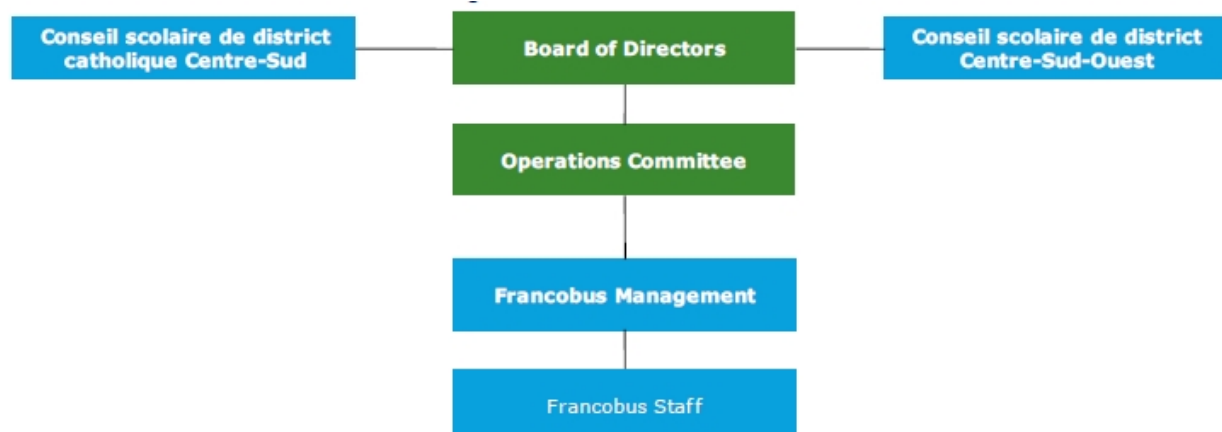 Conseil scolaire de district
catholique Centre-Sud
Board of Directors
Conseil scolaire de district
Centre-Sud-Ouest
Operations Committee
Francobus Management
Francobus Staff